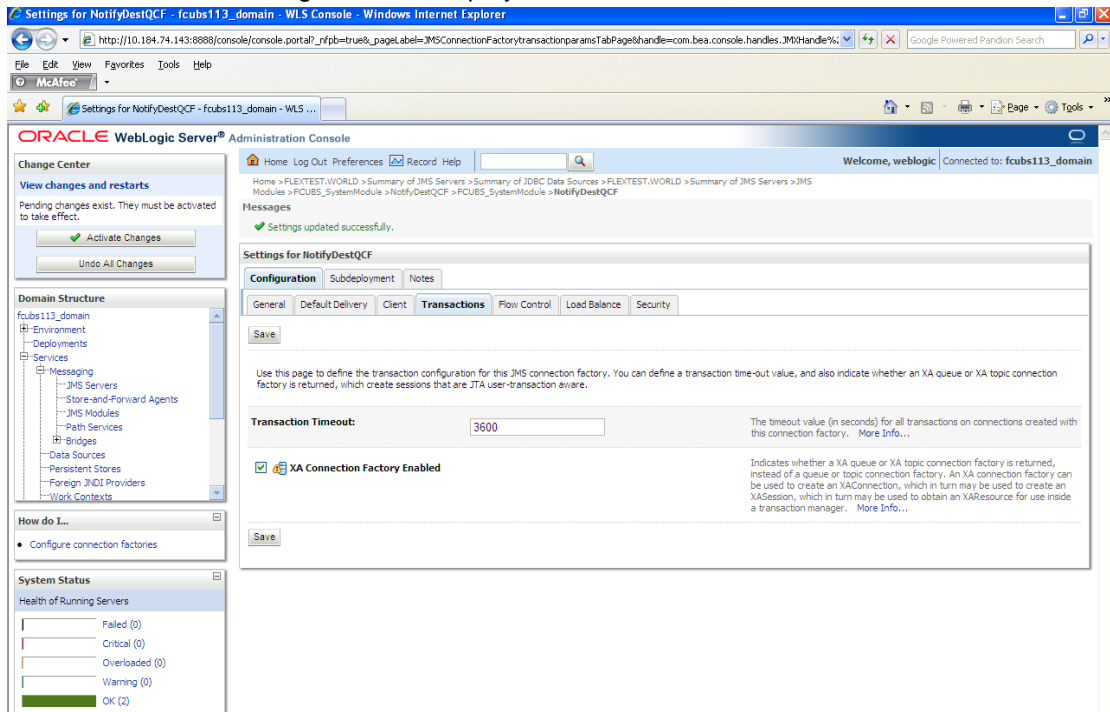 Settings for NotifyDestQCF - fcubs113_domain - WLS Console - Windows Internet Explorer
http://10.184.74.143:8888/console/console.portal?_nfpb=true&_pageLabel=JMSConnectionFactorytransactionparamsTabPage&handle=com.bea.console.handles.JMXHandle%:
Google Powered Pandion Search
File Edit View Favorites Tools Help
McAfee
Settings for NotifyDestQCF - fcubs113_domain - WLS ...
Page Tools
ORACLE WebLogic Server® Administration Console
Change Center
View changes and restarts
Pending changes exist. They must be activated
to take effect.
Activate Changes
Undo All Changes
Domain Structure
fcubs113_domain
Environment
Deployments
Services
Messaging
JMS Servers
Store-and-Forward Agents
JMS Modules
Path Services
Bridges
Data Sources
Persistent Stores
Foreign JNDI Providers
Work Contexts
How do I...
Configure connection factories
System Status
Health of Running Servers
Failed (0)
Critical (0)
Overloaded (0)
Warning (0)
OK (2)
Home Log Out Preferences Record Help
Welcome, weblogic Connected to: fcubs113_domain
Home >FLEXTEST.WORLD >Summary of JMS Servers >Summary of JDBC Data Sources >FLEXTEST.WORLD >Summary of JMS Servers >JMS
Modules >FCUBS_SystemModule >NotifyDestQCF >FCUBS_SystemModule >NotifyDestQCF
Messages
Settings updated successfully.
Settings for NotifyDestQCF
Configuration Subdeployment Notes
General Default Delivery Client Transactions Flow Control Load Balance Security
Save
Use this page to define the transaction configuration for this JMS connection factory. You can define a transaction time-out value, and also indicate whether an XA queue or XA topic connection
factory is returned, which create sessions that are JTA user-transaction aware.
Transaction Timeout:
3600
The timeout value (in seconds) for all transactions on connections created with
this connection factory. More Info...
XA Connection Factory Enabled
Indicates whether a XA queue or XA topic connection factory is returned,
instead of a queue or topic connection factory. An XA connection factory can
be used to create an XAConnection, which in turn may be used to create an
XASession, which in turn may be used to obtain an XAResource for use inside
a transaction manager. More Info...
Save